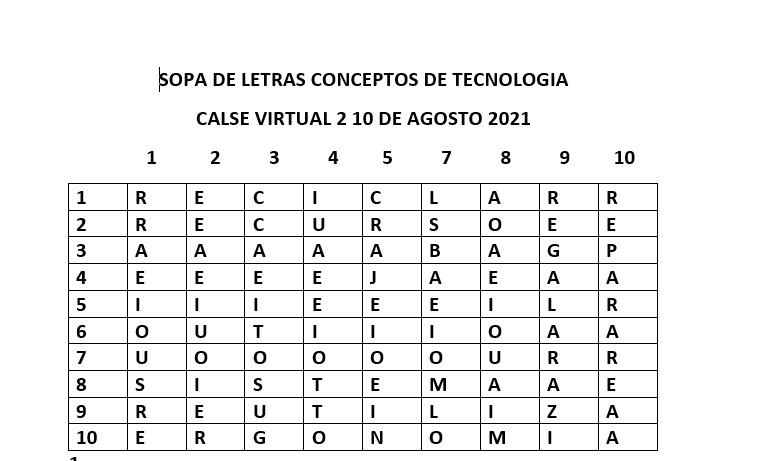 SOPA DE LETRAS CONCEPTOS DE TECNOLOGIA
CALSE VIRTUAL 2 10 DE AGOSTO 2021
1 2 3 4 5 7 8 9 10
1 R E C I C L A R R
2 R E C U R S O E E
3 A A A A A B A G P
4 E E E E J A E A A
5 I I I E E E I L R
6 O U T I I I O A A
7 U O O O O O U R R
8 S I S T E M A A E
9 R E U T I L I Z A
10 E R G O N O M I A